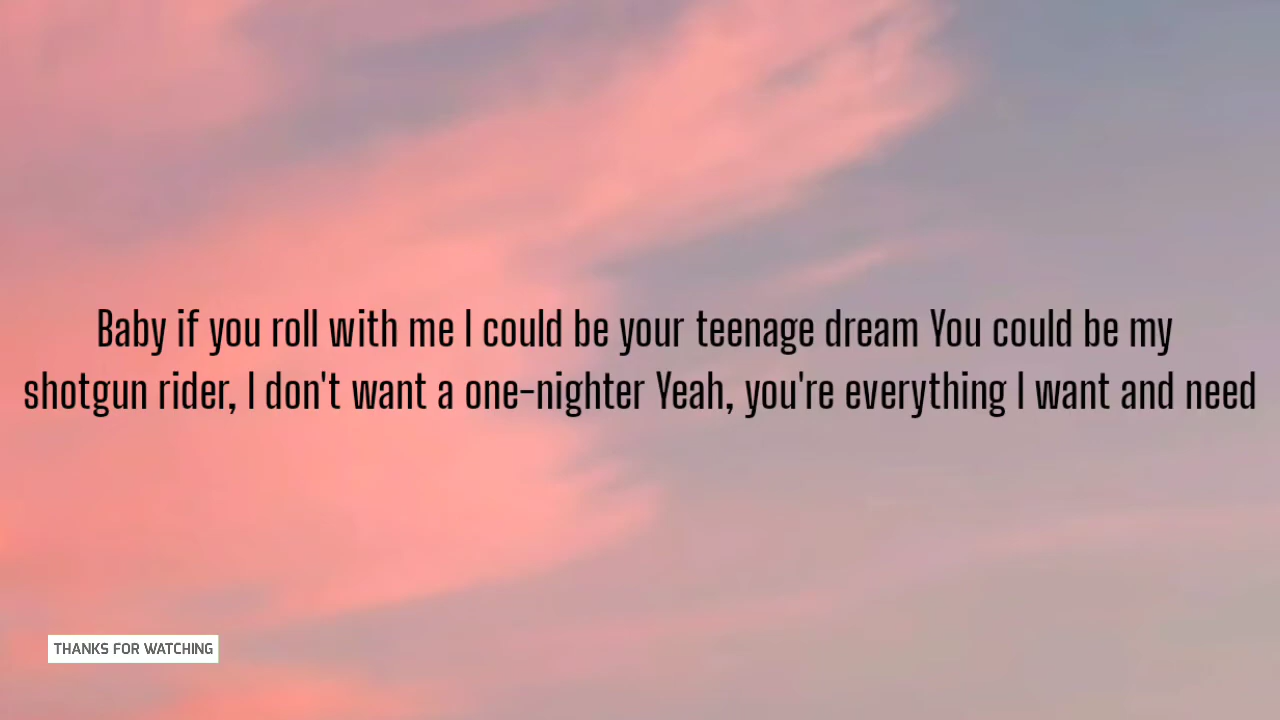 Baby if you roll with me I could be your teenage dream You could be my
shotgun rider, I don't want a one-nighter Yeah, you're everything I want and need
THANKS FOR WATCHING